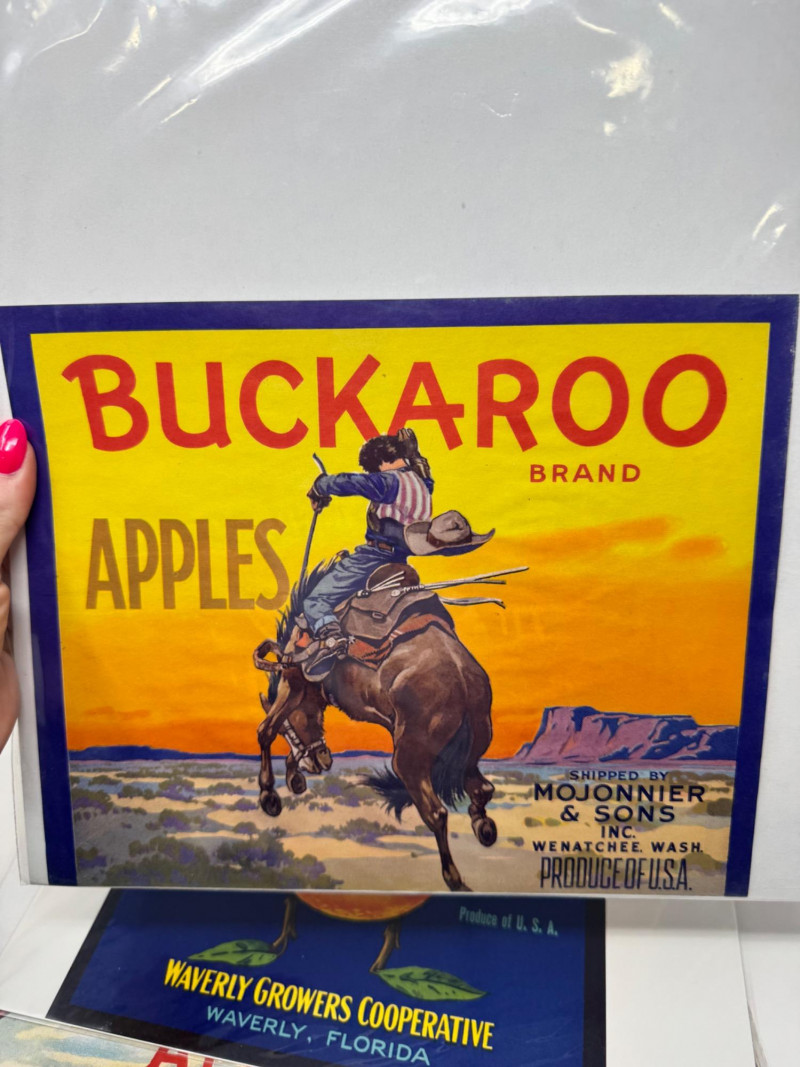 BUCKAROO
BRAND
APPLES
SHIPPED BY
MOJONNIER
& SONS
INC.
WENATCHEE, WASH.
PRODUCE OF U.S.A.
Produce of U. S. A.
WAVERLY GROWERS COOPERATIVE
WAVERLY, FLORIDA